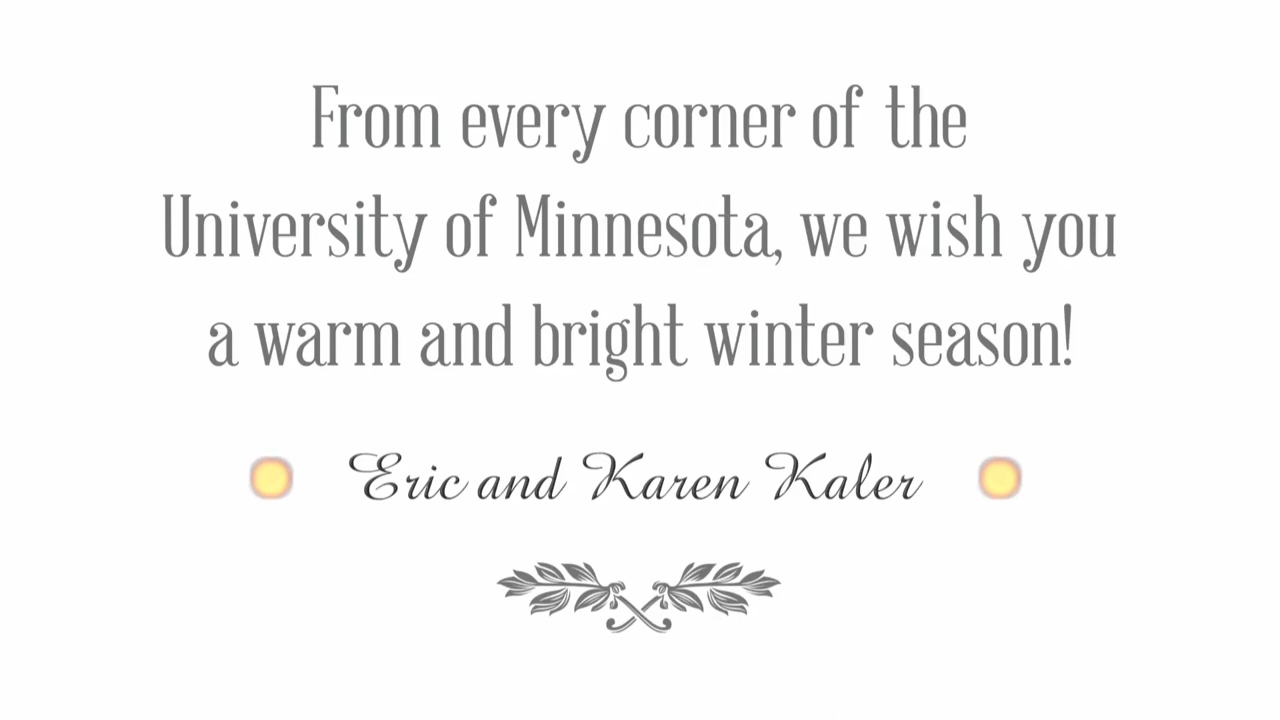 From every corner of the
University of Minnesota, we wish you
a warm and bright winter season!
Eric and Karen Kaler